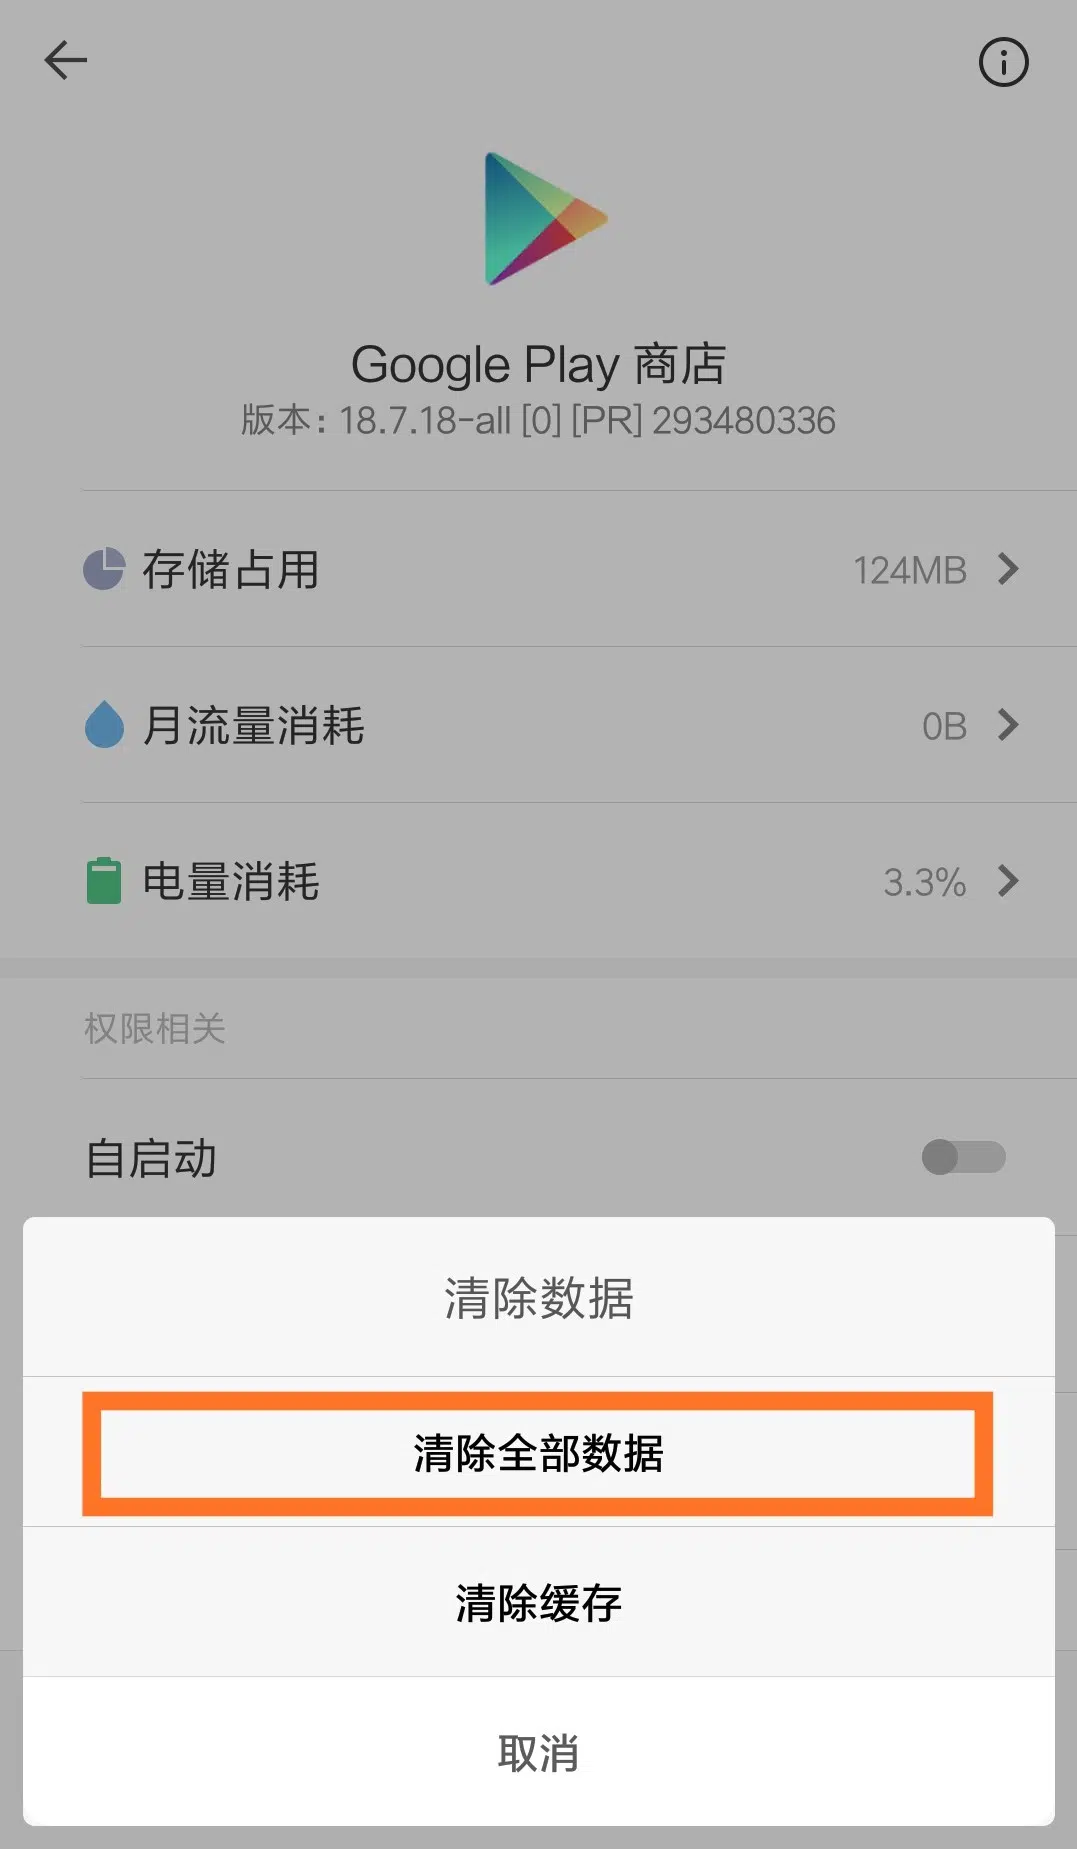 Google Play 商店
版本：18.7.18-all [0] [PR] 293480336
存储占用 124MB
月流量消耗 0B
电量消耗 3.3%
权限相关
自启动
清除数据
清除全部数据
清除缓存
取消